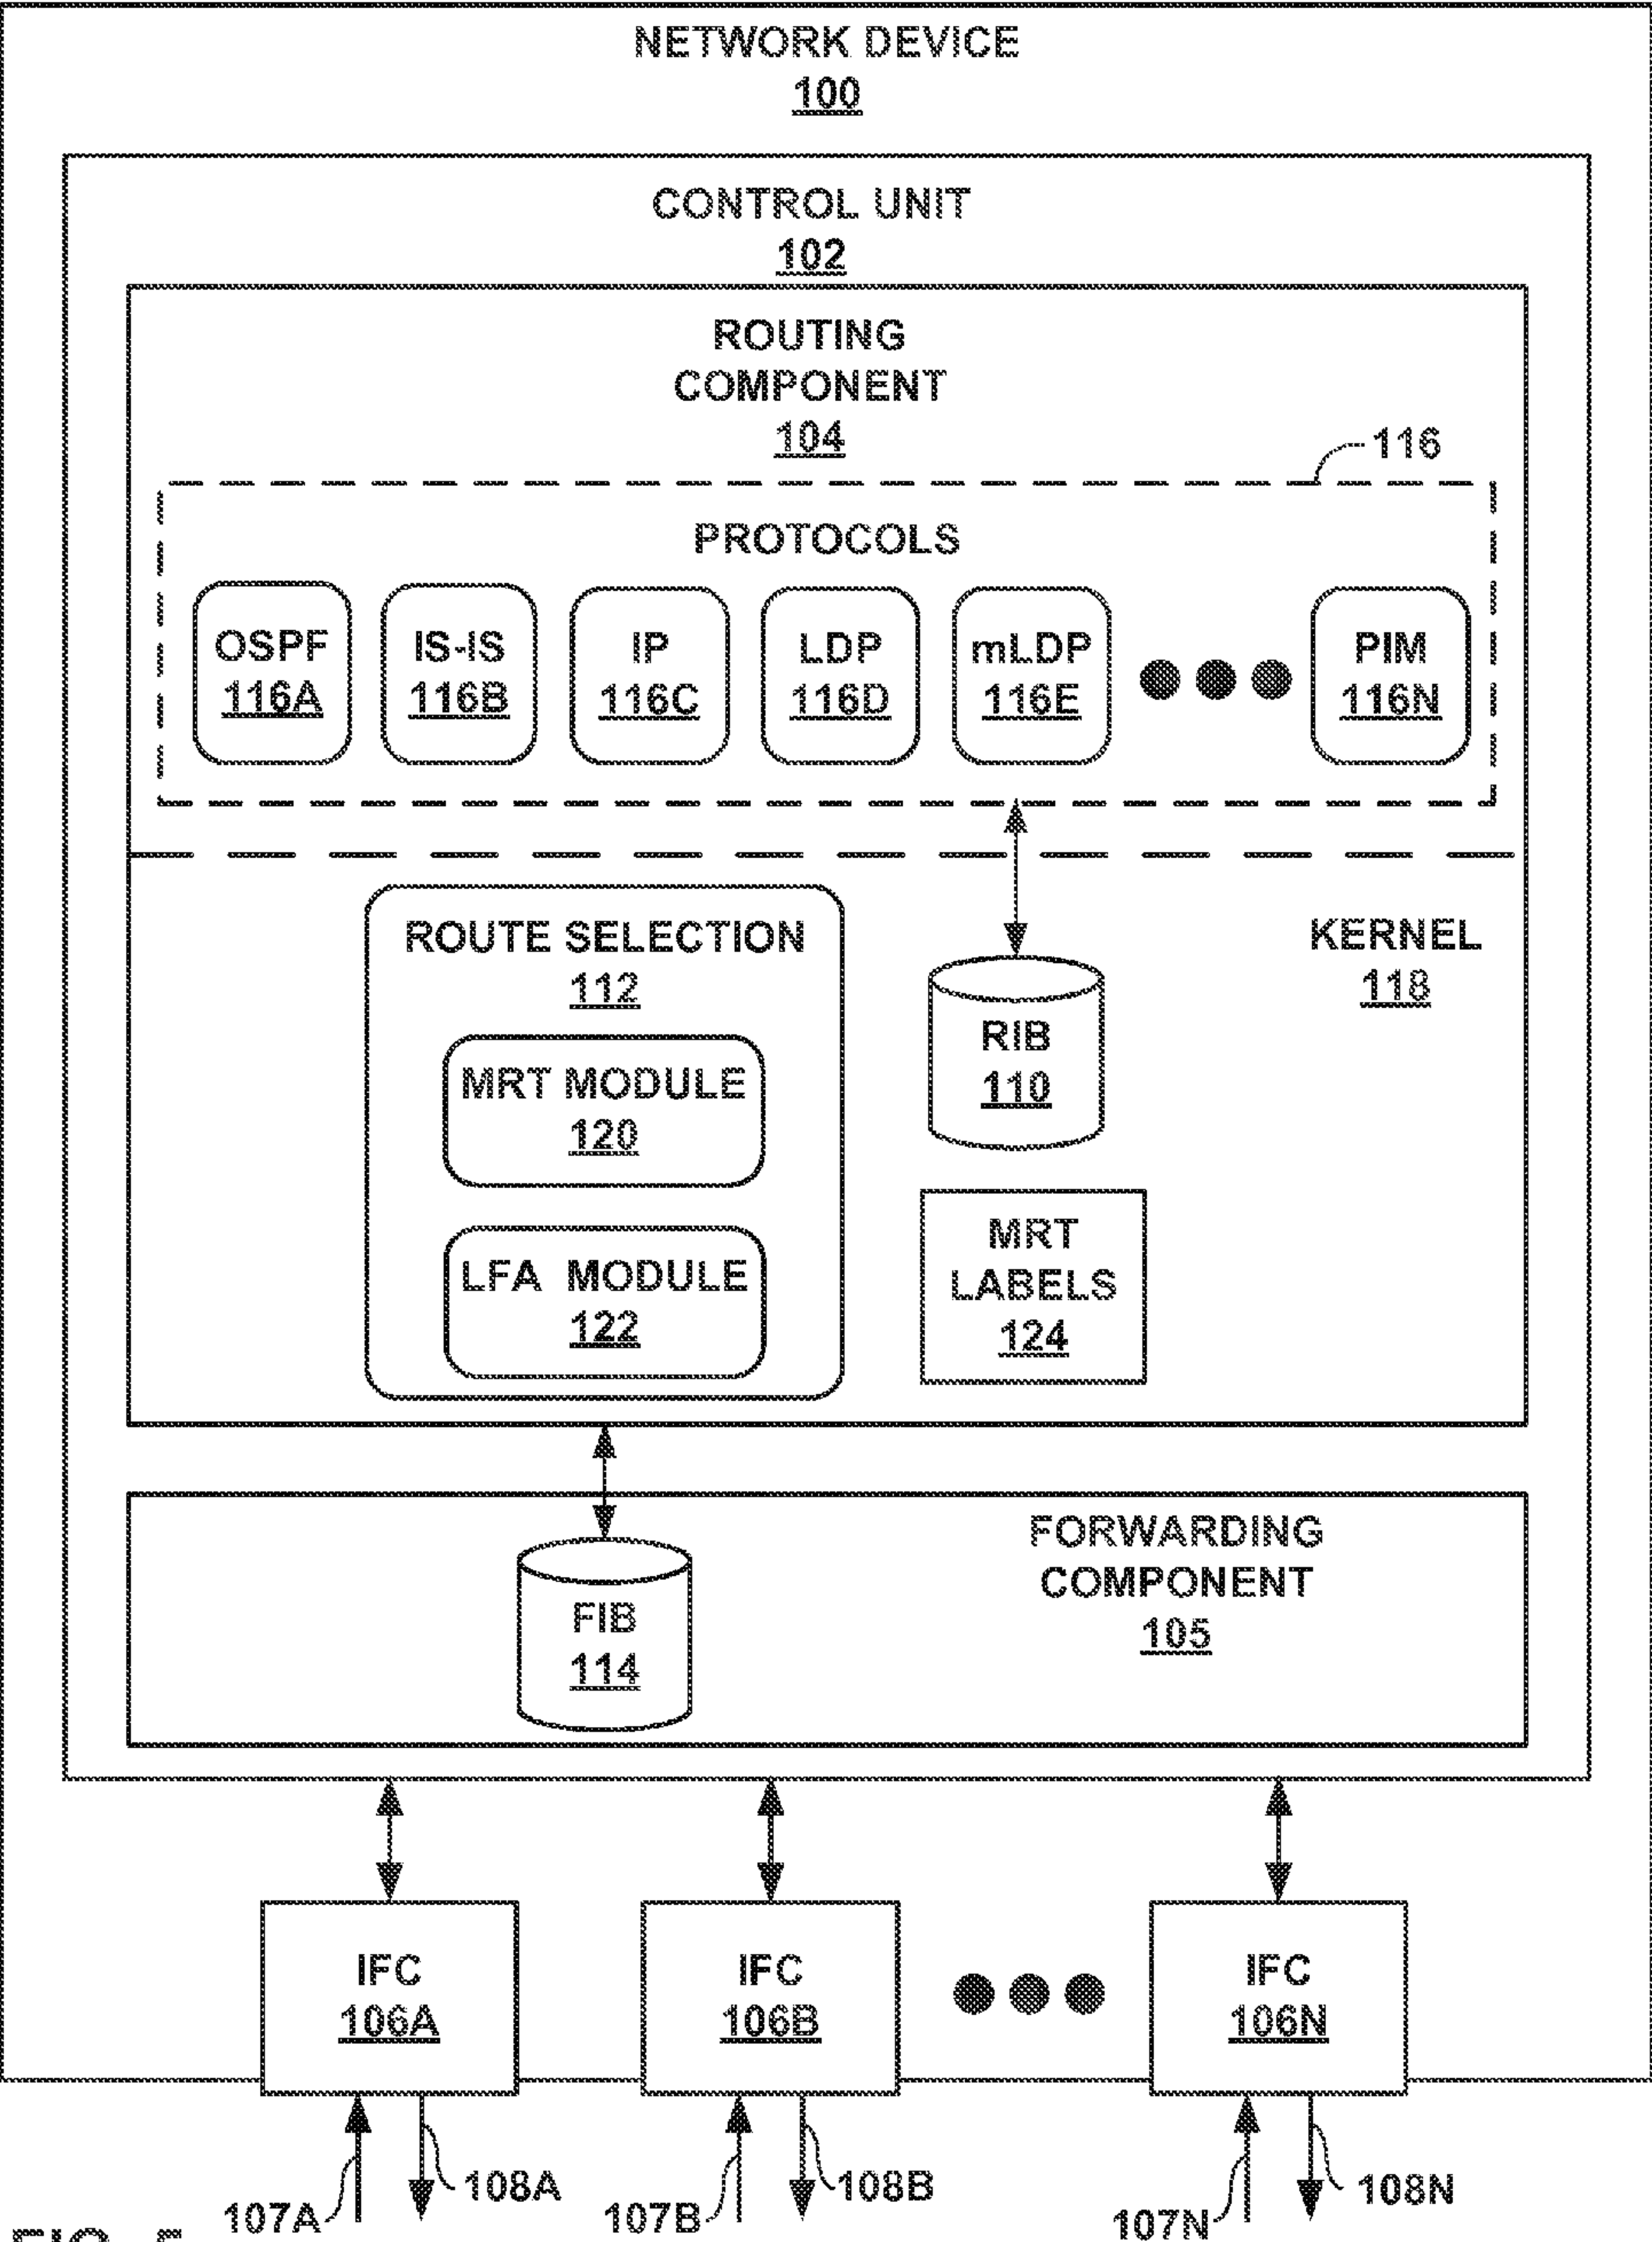 NETWORK DEVICE
100
CONTROL UNIT
102
ROUTING
COMPONENT
104
116
PROTOCOLS
OSPF
116A
IS-IS
116B
IP
116C
LDP
116D
mLDP
116E
PIM
116N
ROUTE SELECTION
112
MRT MODULE
120
LFA MODULE
122
RIB
110
KERNEL
118
MRT
LABELS
124
FORWARDING
COMPONENT
105
FIB
114
IFC
106A
IFC
106B
IFC
106N
107A
108A
107B
108B
107N
108N